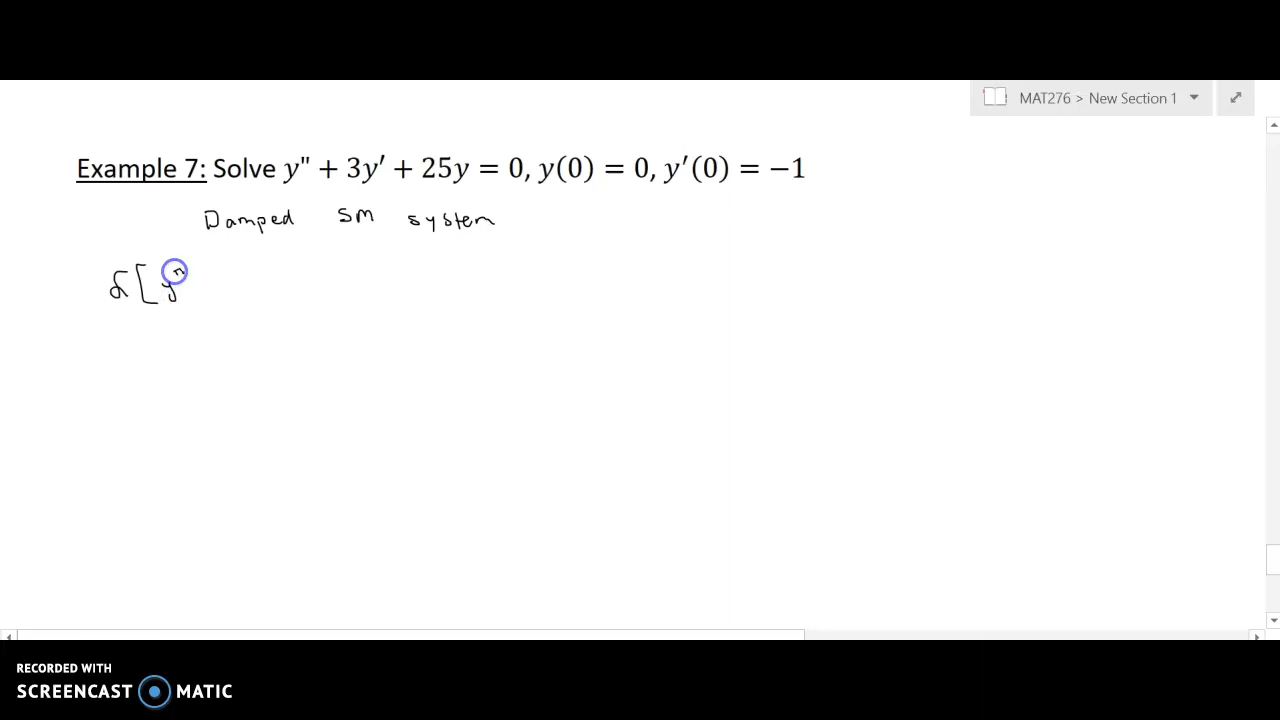 MAT276 > New Section 1
Example 7: Solve y" + 3y′ + 25y = 0, y(0) = 0, y′(0) = −1
Damped SM system
ℒ[y"
RECORDED WITH
SCREENCAST MATIC